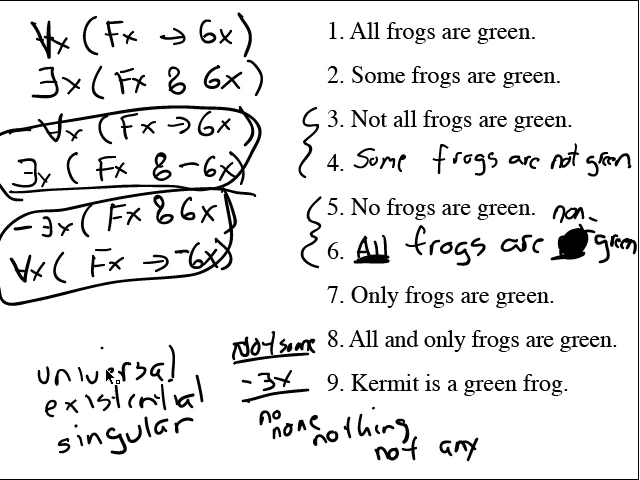 ∀x (Fx → Gx) 1. All frogs are green.
∃x (Fx & Gx) 2. Some frogs are green.
-∀x (Fx → Gx) 3. Not all frogs are green.
∃x (Fx & -Gx) 4. Some frogs are not green
-∃x (Fx & Gx) 5. No frogs are green.
∀x (Fx → -Gx) 6. All frogs are non-green
7. Only frogs are green.
8. All and only frogs are green.
9. Kermit is a green frog.
universal
existential
singular
Not some
-∃x
no
none
nothing
not any